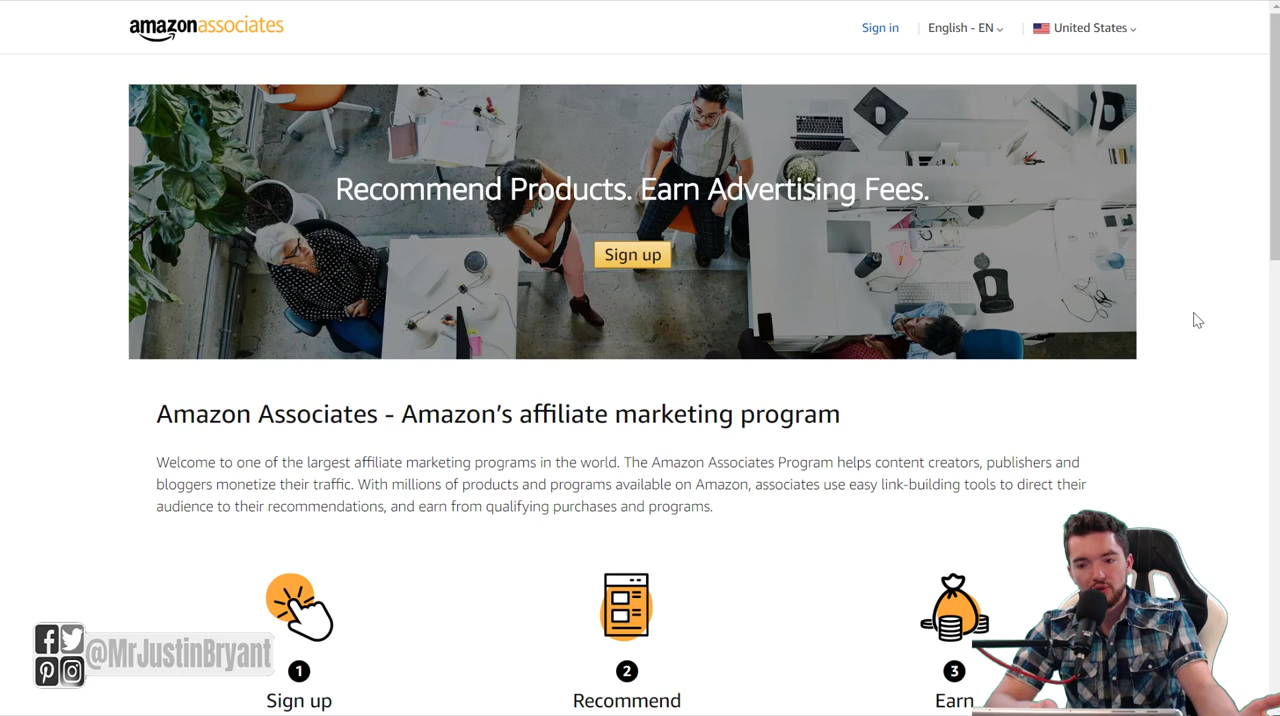 amazonassociates
Sign in
English - EN
United States
Recommend Products. Earn Advertising Fees.
Sign up
Amazon Associates - Amazon's affiliate marketing program
Welcome to one of the largest affiliate marketing programs in the world. The Amazon Associates Program helps content creators, publishers and
bloggers monetize their traffic. With millions of products and programs available on Amazon, associates use easy link-building tools to direct their
audience to their recommendations, and earn from qualifying purchases and programs.
@MrJustinBryant
1
Sign up
2
Recommend
3
Earn